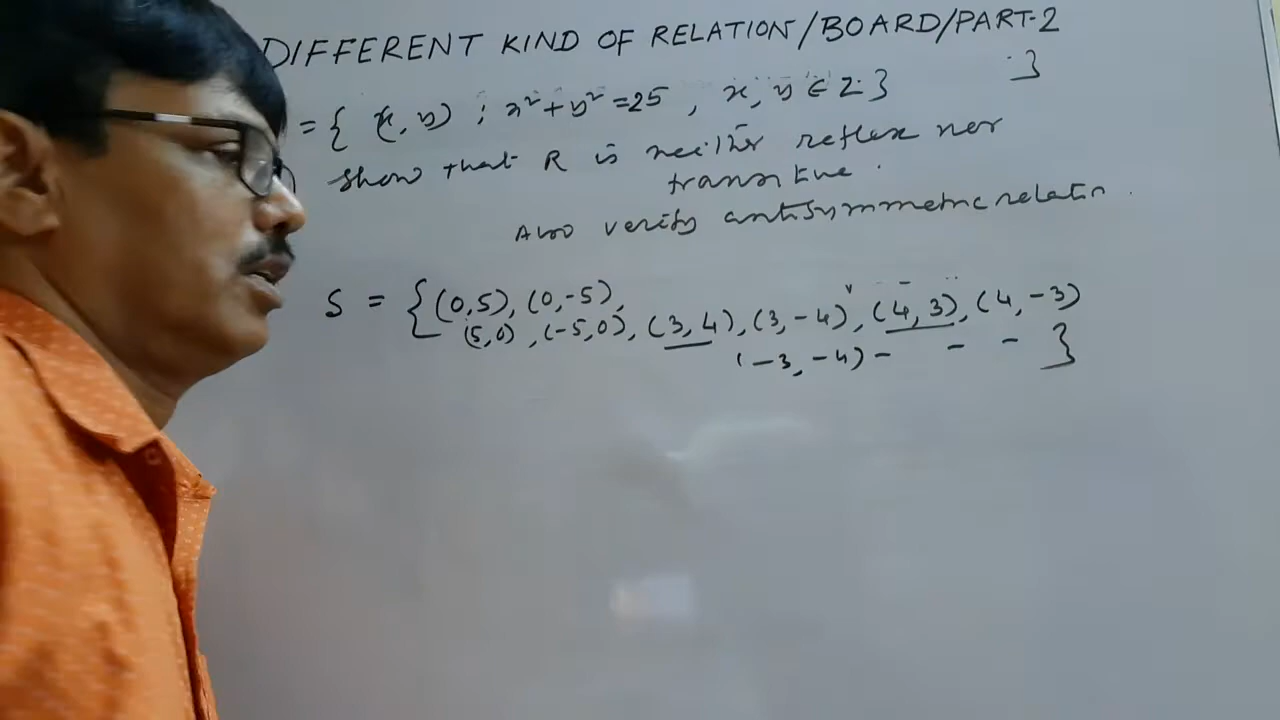 DIFFERENT KIND OF RELATION/BOARD/PART-2
={ (x, y) ; x²+y²=25 , x, y ∈ Z }
}
show that R is neither reflex nor
transitive .
Also verify antisymmetric relatn .
S = {(0,5), (0,-5),
(5,0), (-5,0), (3,4), (3,-4), (4,3), (4,-3)
(-3,-4) - - - }